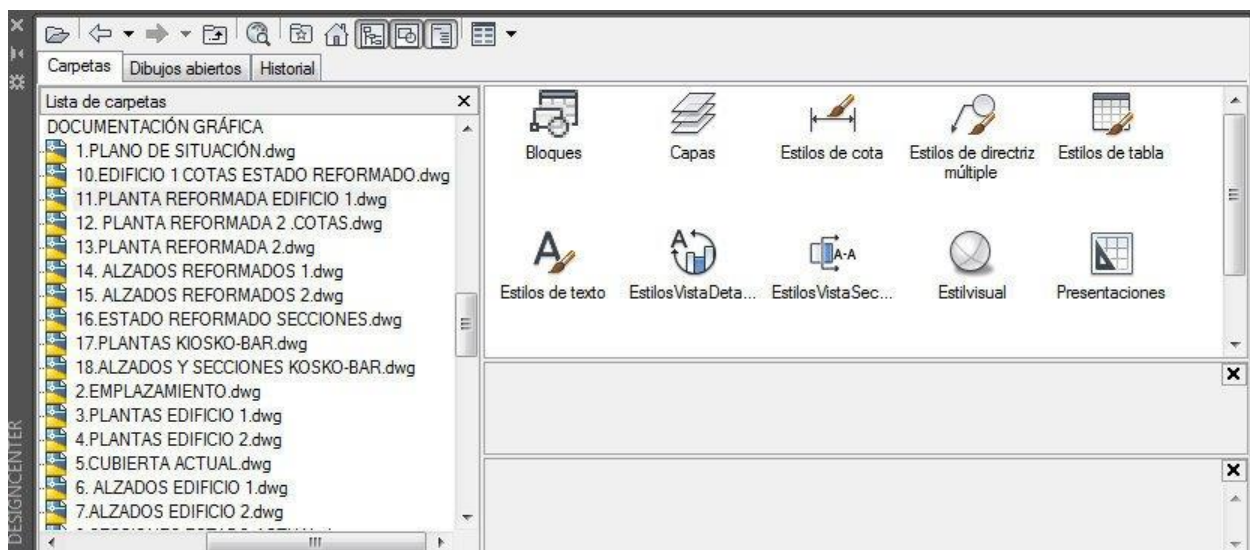 Carpetas
Dibujos abiertos
Historial
Lista de carpetas
DOCUMENTACIÓN GRÁFICA
1.PLANO DE SITUACIÓN.dwg
10.EDIFICIO 1 COTAS ESTADO REFORMADO.dwg
11.PLANTA REFORMADA EDIFICIO 1.dwg
12. PLANTA REFORMADA 2 .COTAS.dwg
13.PLANTA REFORMADA 2.dwg
14. ALZADOS REFORMADOS 1.dwg
15. ALZADOS REFORMADOS 2.dwg
16.ESTADO REFORMADO SECCIONES.dwg
17.PLANTAS KIOSKO-BAR.dwg
18.ALZADOS Y SECCIONES KOSKO-BAR.dwg
2.EMPLAZAMIENTO.dwg
3.PLANTAS EDIFICIO 1.dwg
4.PLANTAS EDIFICIO 2.dwg
5.CUBIERTA ACTUAL.dwg
6. ALZADOS EDIFICIO 1.dwg
7.ALZADOS EDIFICIO 2.dwg
Bloques
Capas
Estilos de cota
Estilos de directriz
múltiple
Estilos de tabla
Estilos de texto
EstilosVistaDeta...
EstilosVistaSec...
Estilvisual
Presentaciones
DESIGNCENTER